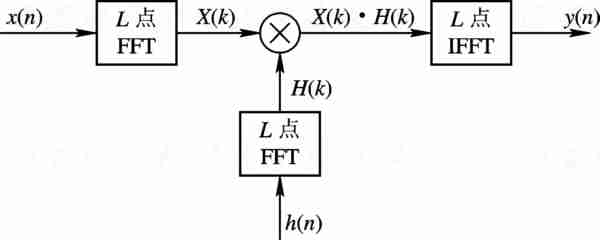 x(n)
L 点
FFT
X(k)
X(k)·H(k)
L 点
IFFT
y(n)
H(k)
L 点
FFT
h(n)